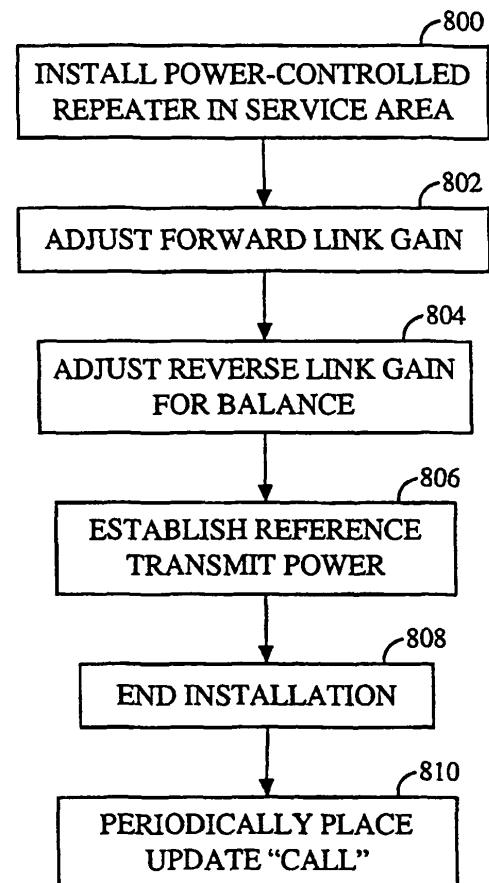 800
INSTALL POWER-CONTROLLED
REPEATER IN SERVICE AREA
802
ADJUST FORWARD LINK GAIN
804
ADJUST REVERSE LINK GAIN
FOR BALANCE
806
ESTABLISH REFERENCE
TRANSMIT POWER
808
END INSTALLATION
810
PERIODICALLY PLACE
UPDATE “CALL”